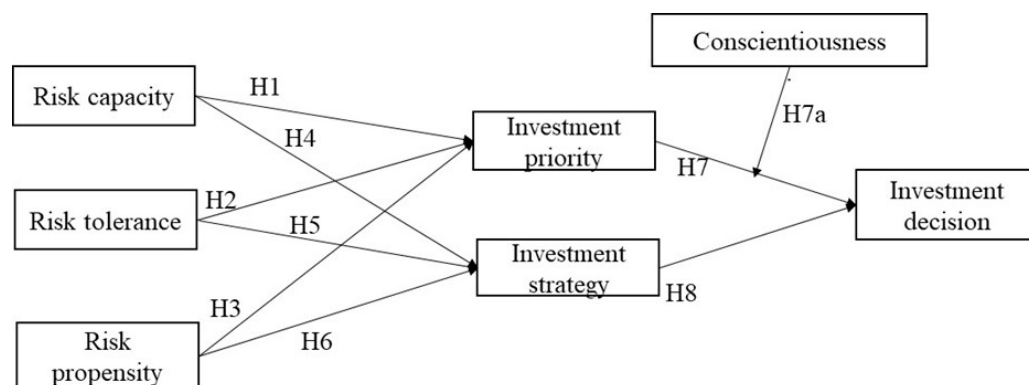 Conscientiousness
Risk capacity
H1
H7a
H4
Investment
priority
H7
H2
Risk tolerance
H5
Investment
decision
Investment
strategy
H8
H3
H6
Risk
propensity